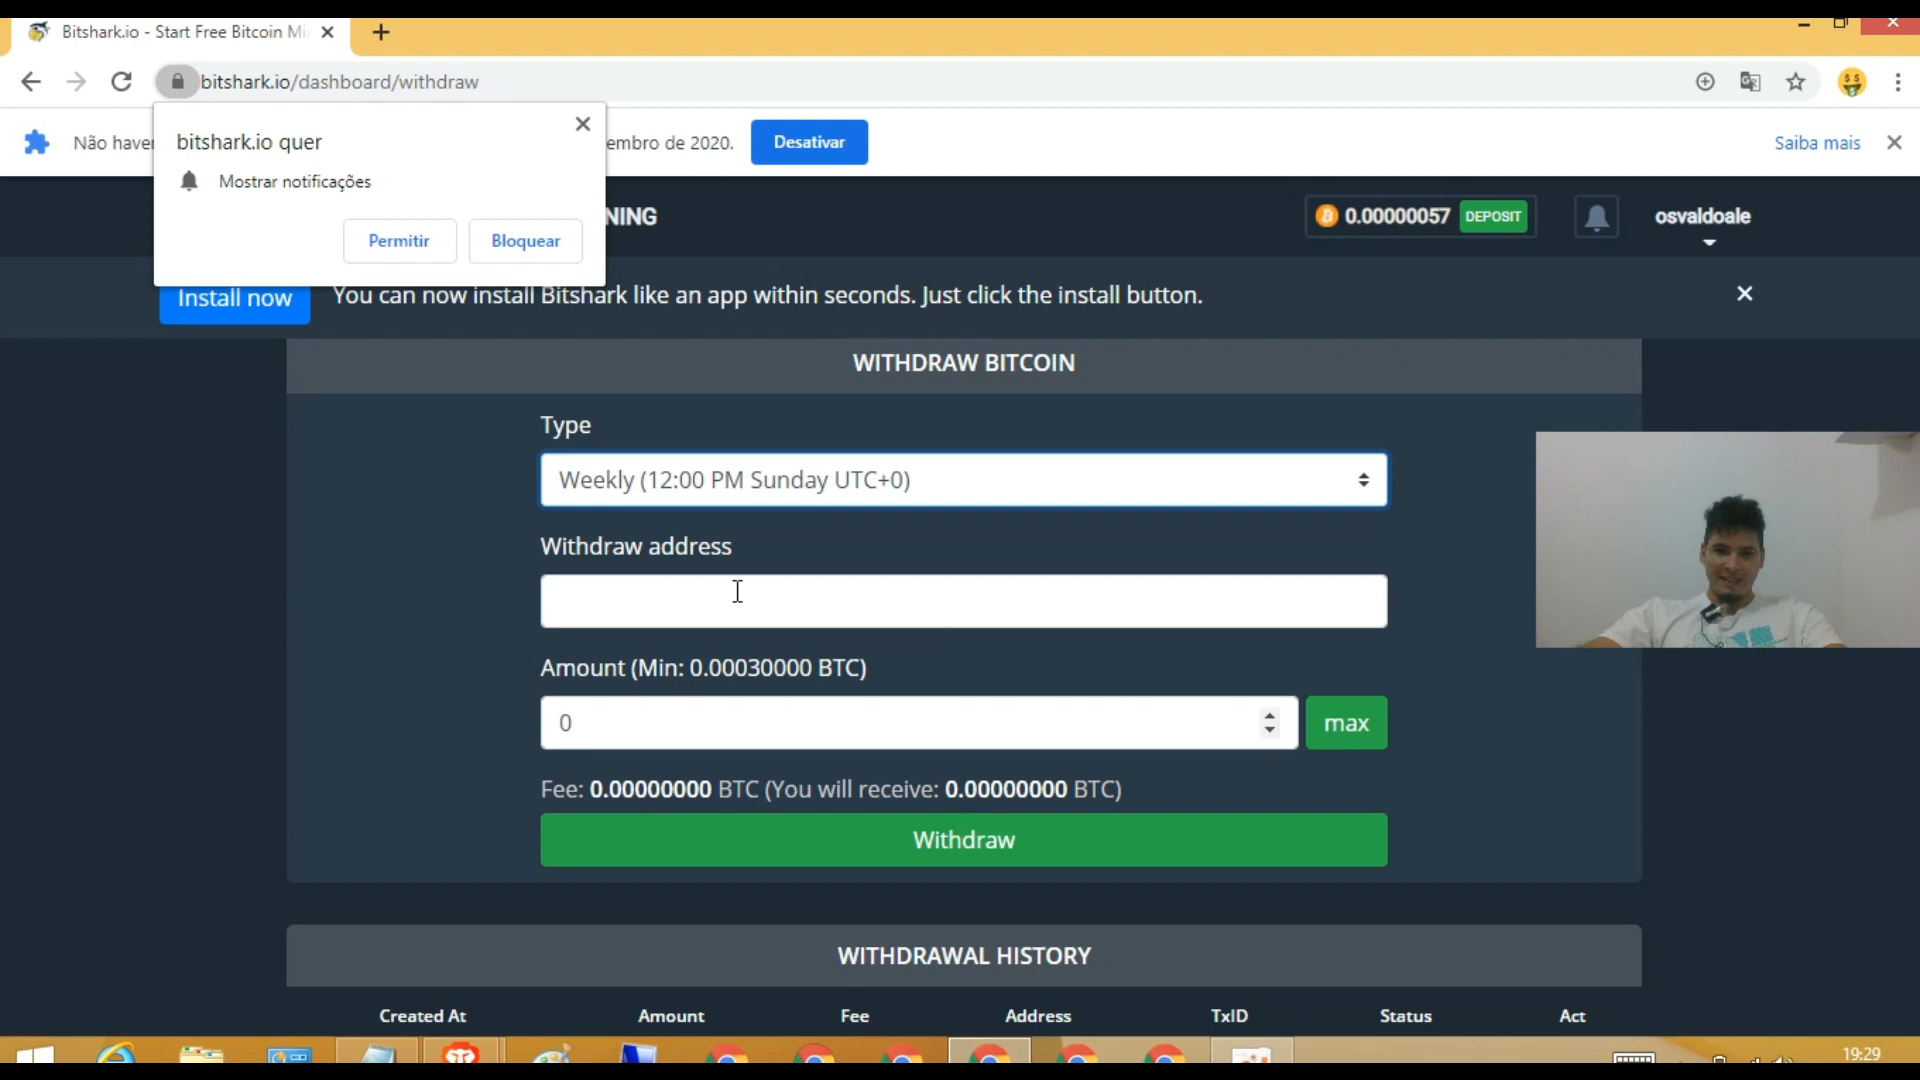 Bitshark.io - Start Free Bitcoin Mi
bitshark.io/dashboard/withdraw
Não haver
embro de 2020.
Desativar
Saiba mais
bitshark.io quer
Mostrar notificações
Permitir
Bloquear
NING
0.00000057
DEPOSIT
osvaldoale
Install now
You can now install Bitshark like an app within seconds. Just click the install button.
WITHDRAW BITCOIN
Type
Weekly (12:00 PM Sunday UTC+0)
Withdraw address
Amount (Min: 0.00030000 BTC)
0
max
Fee: 0.00000000 BTC (You will receive: 0.00000000 BTC)
Withdraw
WITHDRAWAL HISTORY
Created At Amount Fee Address TxID Status Act
19:29